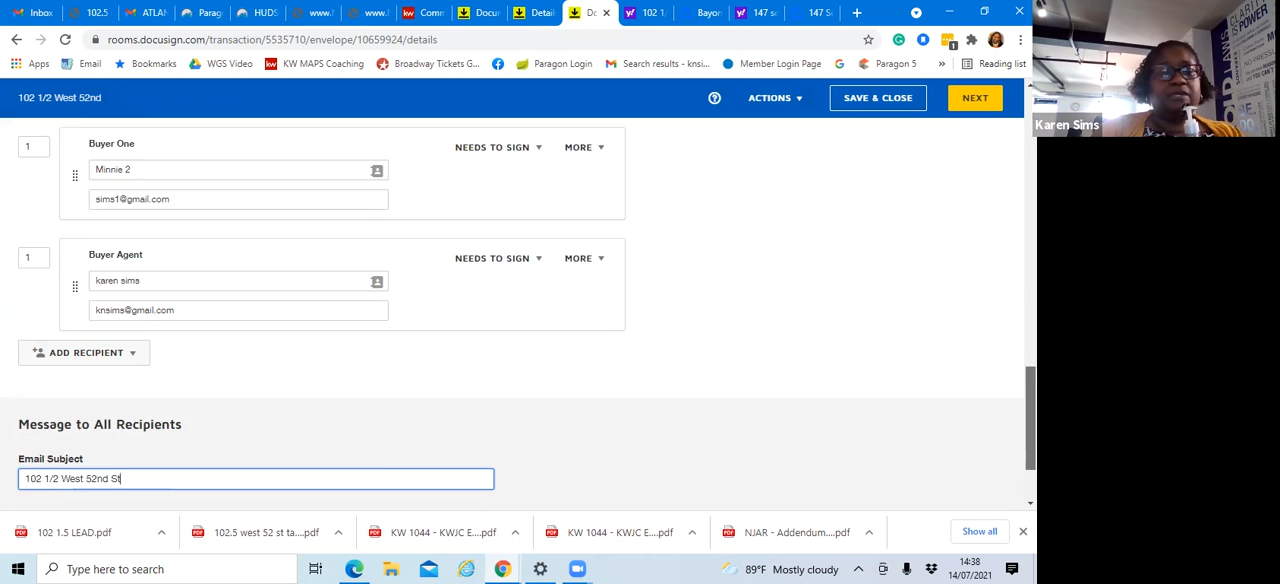 Inbox
102.5
ATLAN
Parag
HUDS
www.N
www.N
Comm
Docur
Detail
Do
102 1/
Bayon
147 se
147 Se
rooms.docusign.com/transaction/5535710/envelope/10659924/details
1
Apps
Email
Bookmarks
WGS Video
KW MAPS Coaching
Broadway Tickets G...
Paragon Login
Search results - knsi...
Member Login Page
Paragon 5
»
Reading list
102 1/2 West 52nd
ACTIONS
SAVE & CLOSE
NEXT
Karen Sims
1
Buyer One
NEEDS TO SIGN
MORE
Minnie 2
sims1@gmail.com
1
Buyer Agent
NEEDS TO SIGN
MORE
karen sims
knsims@gmail.com
ADD RECIPIENT
Message to All Recipients
Email Subject
102 1/2 West 52nd St
102 1.5 LEAD.pdf
102.5 west 52 st ta....pdf
KW 1044 - KWJC E....pdf
KW 1044 - KWJC E....pdf
NJAR - Addendum....pdf
Show all
Type here to search
89°F Mostly cloudy
14:38
14/07/2021